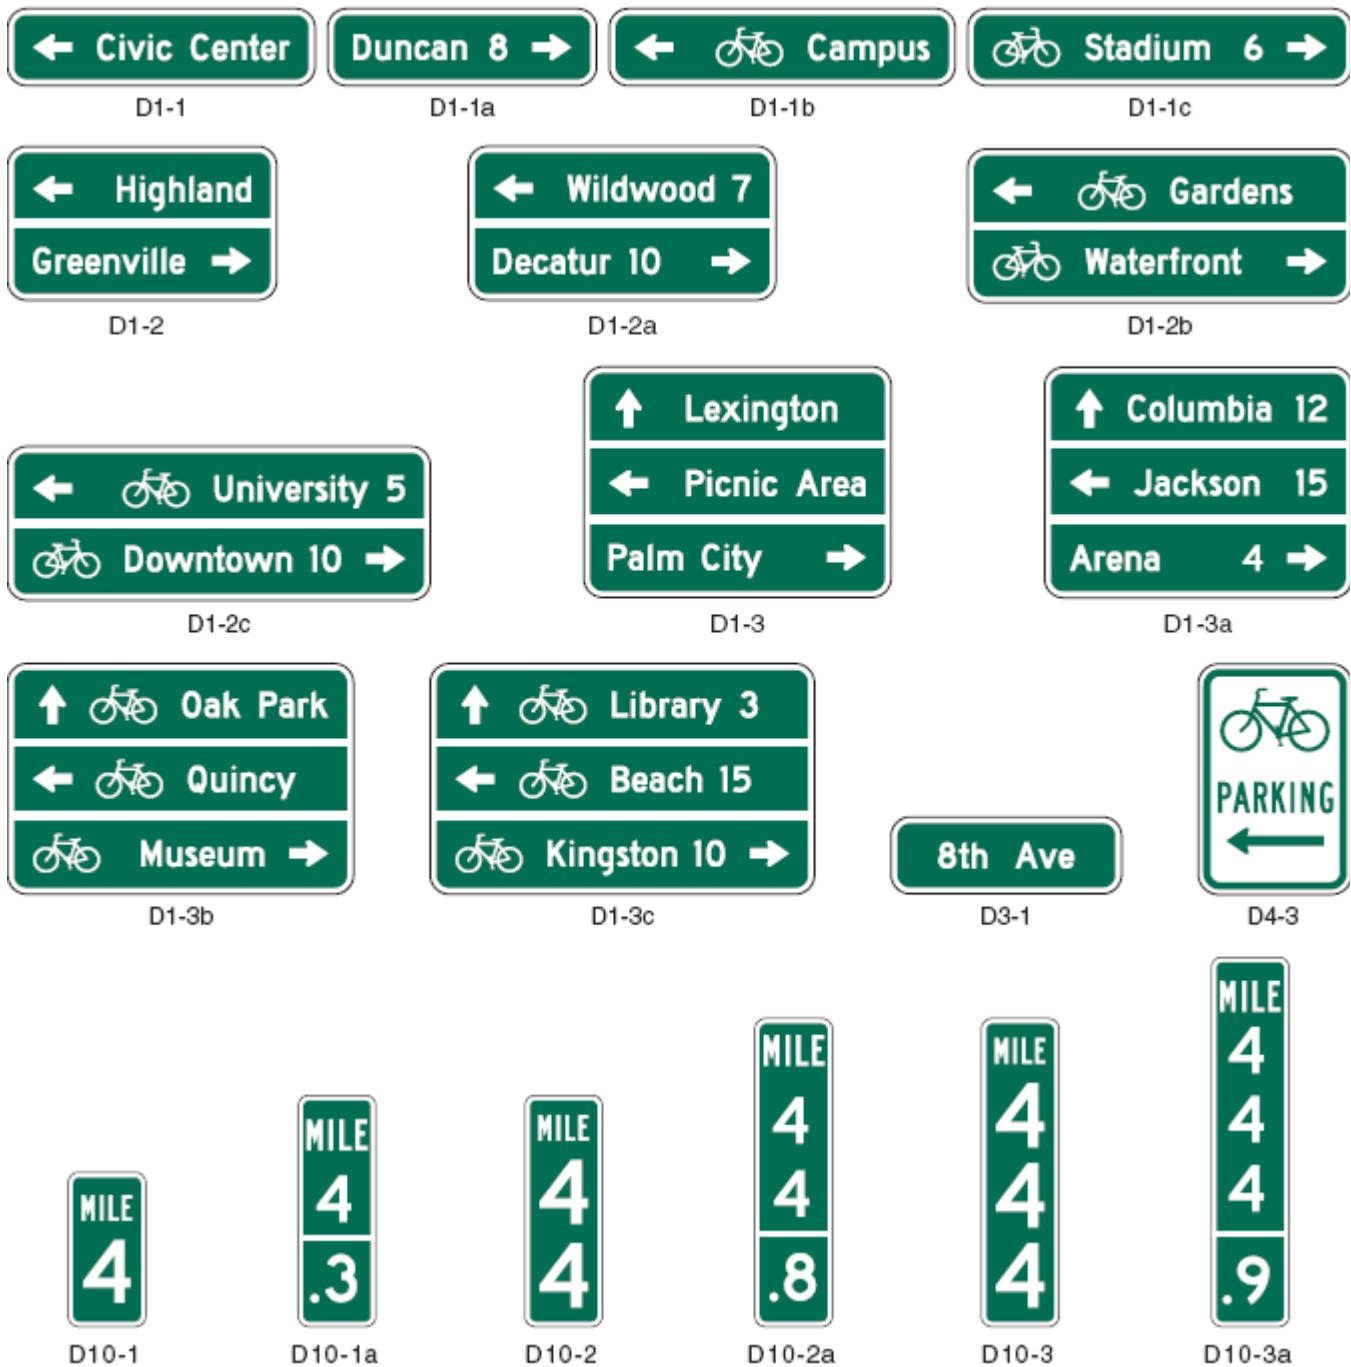 Civic Center
Duncan 8
Campus
Stadium 6
D1-1
D1-1a
D1-1b
D1-1c
Highland
Greenville
D1-2
Wildwood 7
Decatur 10
D1-2a
Gardens
Waterfront
D1-2b
University 5
Downtown 10
D1-2c
Lexington
Picnic Area
Palm City
D1-3
Columbia 12
Jackson 15
Arena 4
D1-3a
Oak Park
Quincy
Museum
D1-3b
Library 3
Beach 15
Kingston 10
D1-3c
8th Ave
D3-1
PARKING
D4-3
MILE
4
D10-1
MILE
4
.3
D10-1a
MILE
4
4
D10-2
MILE
4
4
.8
D10-2a
MILE
4
4
4
D10-3
MILE
4
4
4
.9
D10-3a